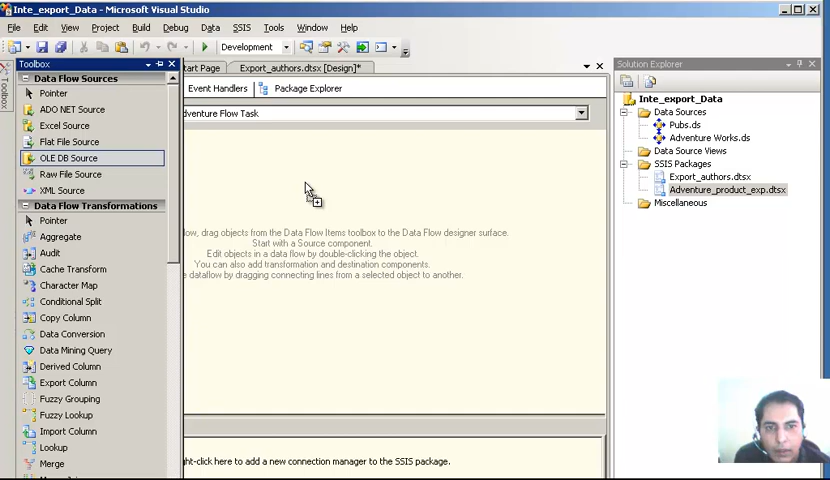 Inte_export_Data - Microsoft Visual Studio
File Edit View Project Build Debug Data SSIS Tools Window Help
Development
Toolbox
Toolbox
Data Flow Sources
Pointer
ADO NET Source
Excel Source
Flat File Source
OLE DB Source
Raw File Source
XML Source
Data Flow Transformations
Pointer
Aggregate
Audit
Cache Transform
Character Map
Conditional Split
Copy Column
Data Conversion
Data Mining Query
Derived Column
Export Column
Fuzzy Grouping
Fuzzy Lookup
Import Column
Lookup
Merge
tart Page Export_authors.dtsx [Design]*
Event Handlers Package Explorer
dventure Flow Task
low, drag objects from the Data Flow Items toolbox to the Data Flow designer surface.
Start with a Source component.
Edit objects in a data flow by double-clicking the object.
You can also add transformation and destination components.
e dataflow by dragging connecting lines from a selected object to another.
ght-click here to add a new connection manager to the SSIS package.
Solution Explorer
Inte_export_Data
Data Sources
Pubs.ds
Adventure Works.ds
Data Source Views
SSIS Packages
Export_authors.dtsx
Adventure_product_exp.dtsx
Miscellaneous